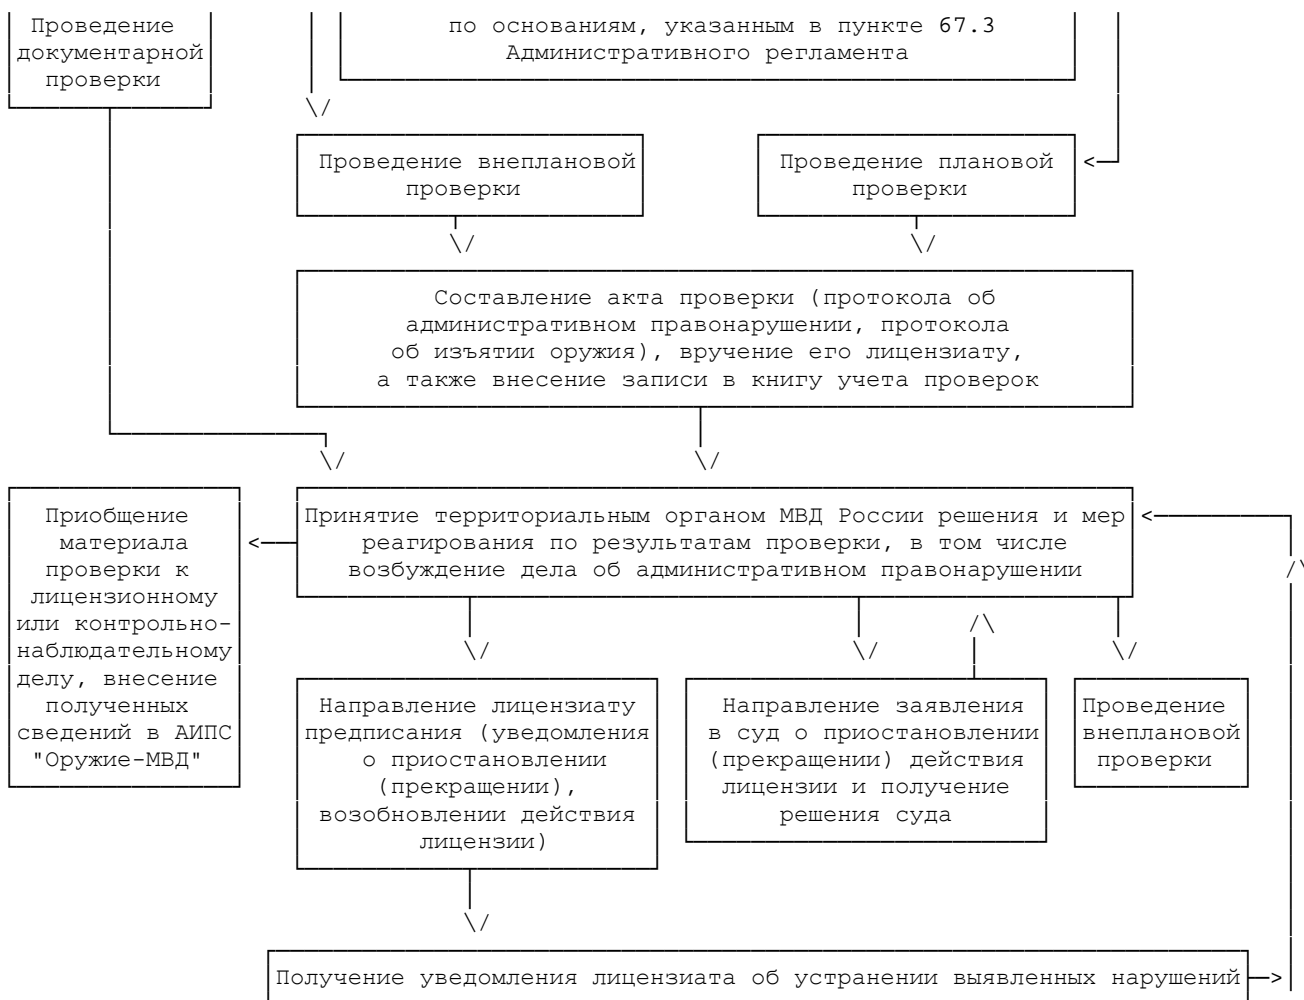 Проведение
документарной
проверки
по основаниям, указанным в пункте 67.3
Административного регламента
Проведение внеплановой
проверки
Проведение плановой
проверки
Составление акта проверки (протокола об
административном правонарушении, протокола
об изъятии оружия), вручение его лицензиату,
а также внесение записи в книгу учета проверок
Приобщение
материала
проверки к
лицензионному
или контрольно-
наблюдательному
делу, внесение
полученных
сведений в АИПС
"Оружие-МВД"
Принятие территориальным органом МВД России решения и мер
реагирования по результатам проверки, в том числе
возбуждение дела об административном правонарушении
Направление лицензиату
предписания (уведомления
о приостановлении
(прекращении),
возобновлении действия
лицензии)
Направление заявления
в суд о приостановлении
(прекращении) действия
лицензии и получение
решения суда
Проведение
внеплановой
проверки
Получение уведомления лицензиата об устранении выявленных нарушений